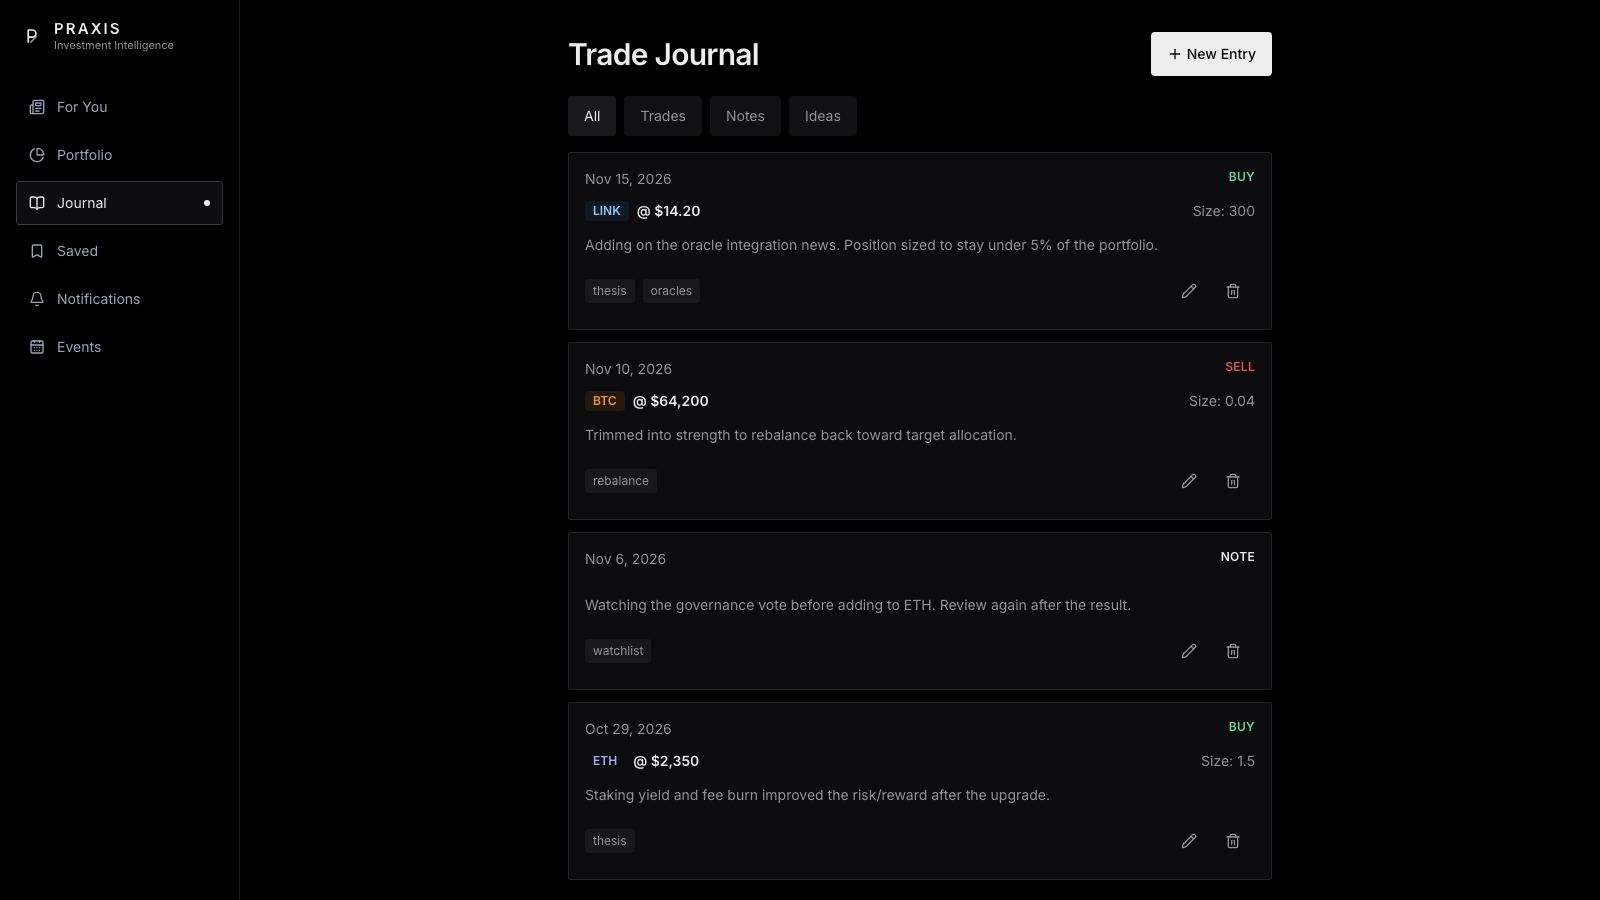 PRAXIS
Investment Intelligence
For You
Portfolio
Journal
Saved
Notifications
Events
Trade Journal
New Entry
All
Trades
Notes
Ideas
Nov 15, 2026
BUY
LINK @ $14.20
Size: 300
Adding on the oracle integration news. Position sized to stay under 5% of the portfolio.
thesis
oracles
Nov 10, 2026
SELL
BTC @ $64,200
Size: 0.04
Trimmed into strength to rebalance back toward target allocation.
rebalance
Nov 6, 2026
NOTE
Watching the governance vote before adding to ETH. Review again after the result.
watchlist
Oct 29, 2026
BUY
ETH @ $2,350
Size: 1.5
Staking yield and fee burn improved the risk/reward after the upgrade.
thesis